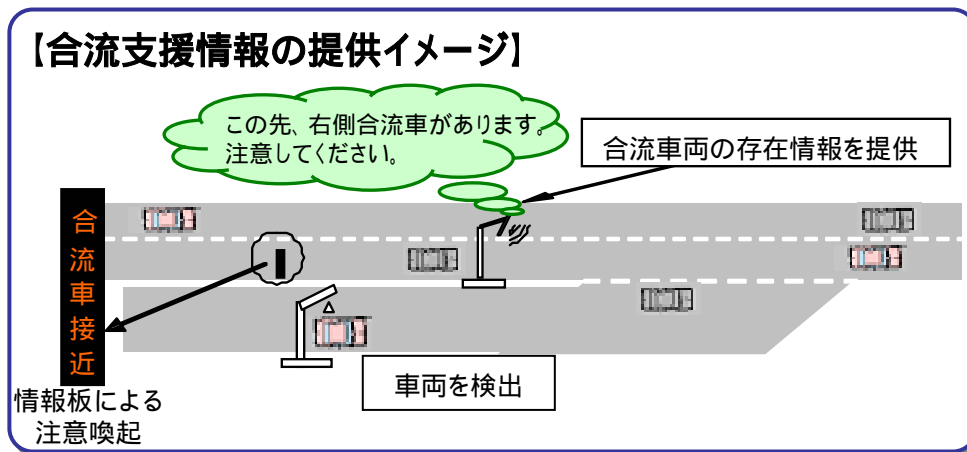 【合流支援情報の提供イメージ】
この先、右側合流車があります。
注意してください。
合流車両の存在情報を提供
合流車接近
車両を検出
情報板による
注意喚起